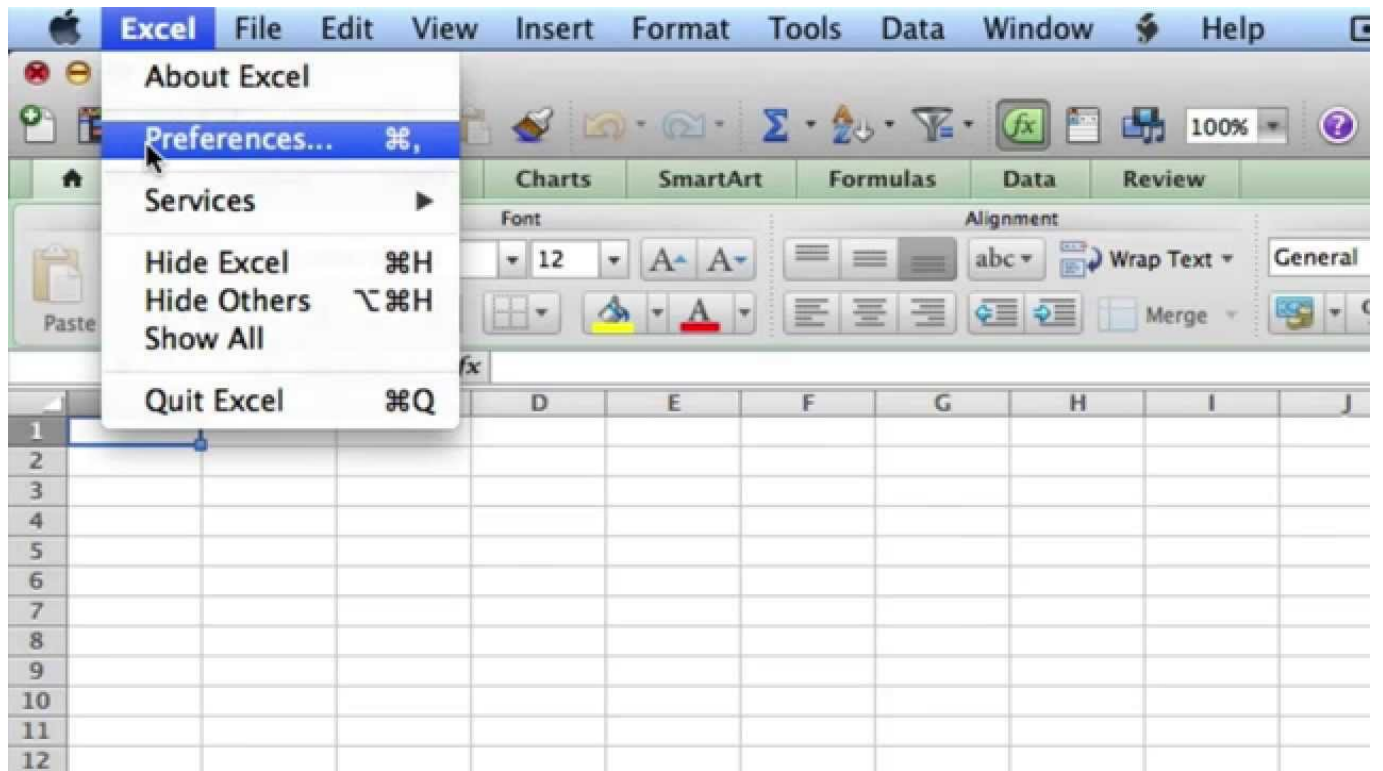 Excel File Edit View Insert Format Tools Data Window Help
About Excel
Preferences... ⌘,
Services ▶
Hide Excel ⌘H
Hide Others ⌥⌘H
Show All
Quit Excel ⌘Q
100%
Charts SmartArt Formulas Data Review
Font Alignment
12 A A abc Wrap Text General
Paste A Merge
fx
D E F G H I J
1
2
3
4
5
6
7
8
9
10
11
12